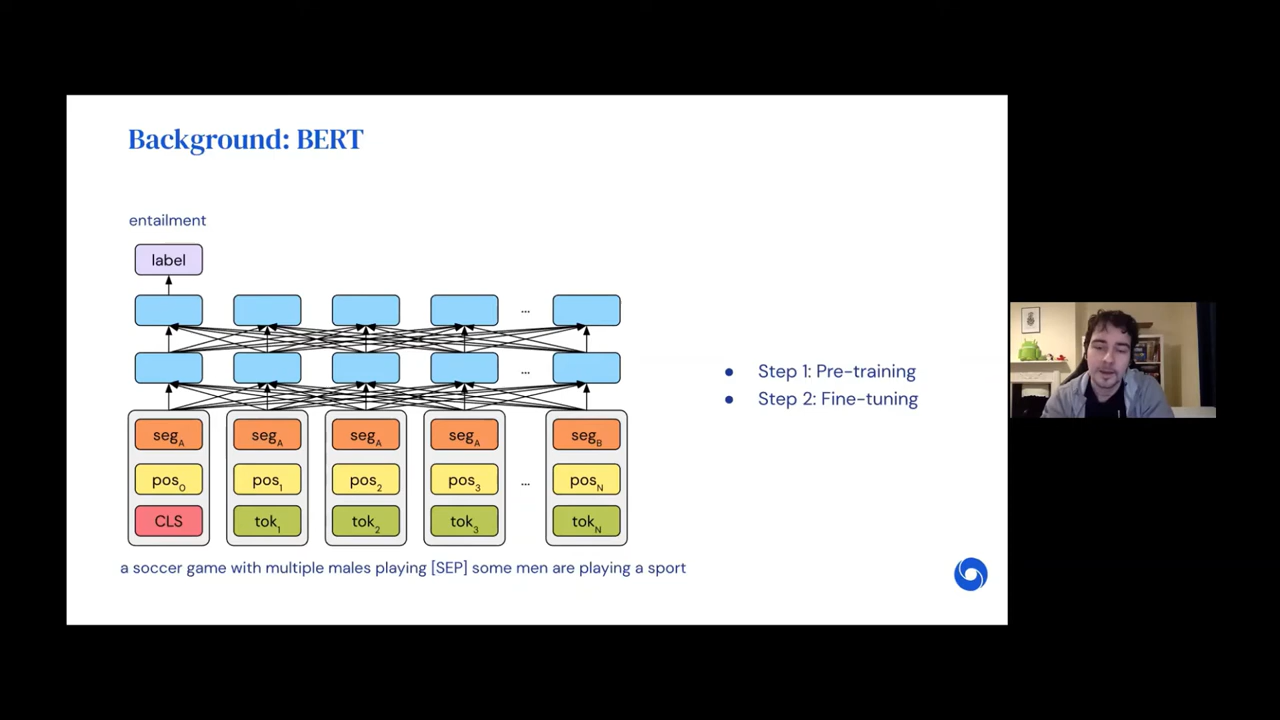 Background: BERT
entailment
label
...
...
seg_A seg_A seg_A seg_A seg_B
pos_0 pos_1 pos_2 pos_3 ... pos_N
CLS tok_1 tok_2 tok_3 tok_N
a soccer game with multiple males playing [SEP] some men are playing a sport
• Step 1: Pre-training
• Step 2: Fine-tuning